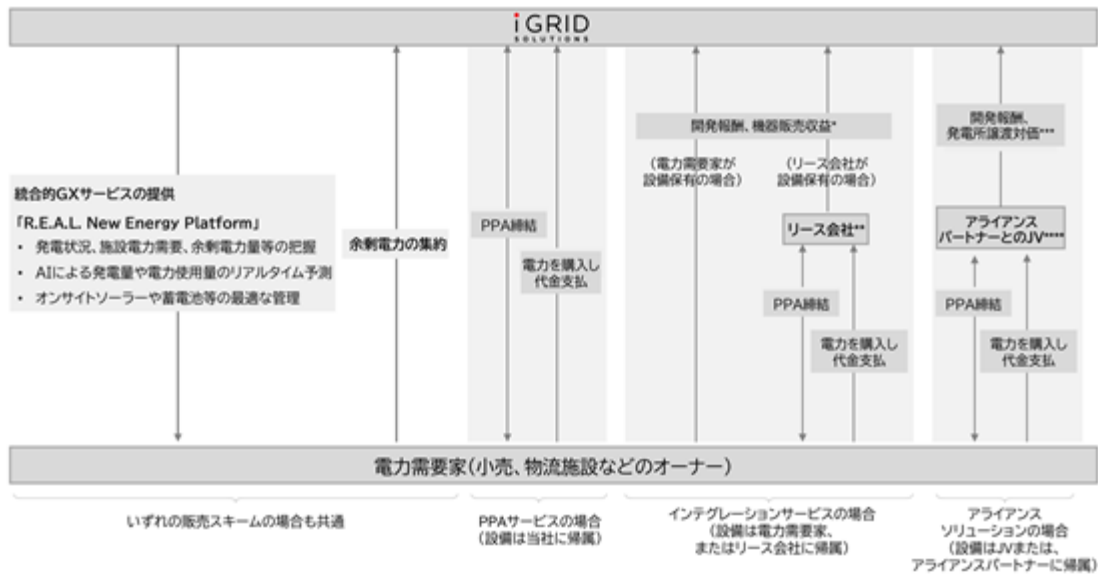 iGRID
SOLUTIONS
統合的GXサービスの提供
「R.E.A.L. New Energy Platform」
• 発電状況、施設電力需要、余剰電力量等の把握
• AIによる発電量や電力使用量のリアルタイム予測
• オンサイトソーラーや蓄電池等の最適な管理
余剰電力の集約
PPA締結
電力を購入し
代金支払
開発報酬、機器販売収益*
(電力需要家が
設備保有の場合)
(リース会社が
設備保有の場合)
リース会社**
PPA締結
電力を購入し
代金支払
開発報酬、
発電所譲渡対価***
アライアンス
パートナーとのJV****
PPA締結
電力を購入し
代金支払
電力需要家(小売、物流施設などのオーナー)
いずれの販売スキームの場合も共通
PPAサービスの場合
(設備は当社に帰属)
インテグレーションサービスの場合
(設備は電力需要家、
またはリース会社に帰属)
アライアンス
ソリューションの場合
(設備はJVまたは、
アライアンスパートナーに帰属)